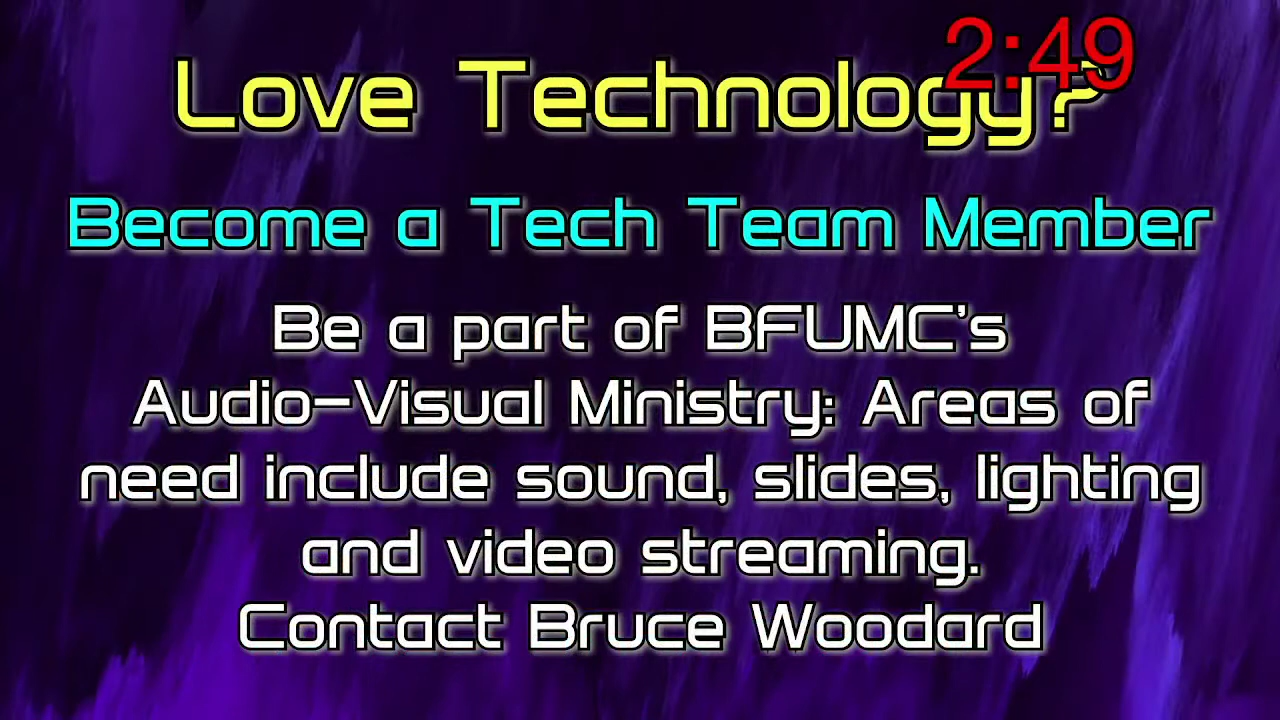 2:49
Love Technology?
Become a Tech Team Member
Be a part of BFUMC's
Audio-Visual Ministry: Areas of
need include sound, slides, lighting
and video streaming.
Contact Bruce Woodard